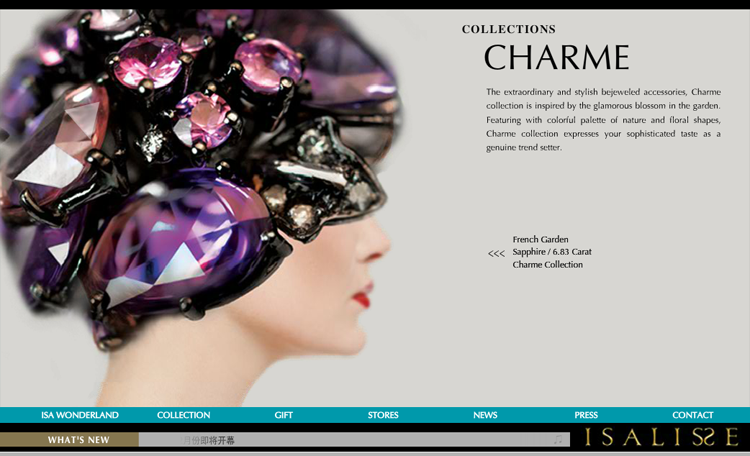 COLLECTIONS
CHARME
The extraordinary and stylish bejeweled accessories, Charme
collection is inspired by the glamorous blossom in the garden.
Featuring with colorful palette of nature and floral shapes,
Charme collection expresses your sophisticated taste as a
genuine trend setter.
French Garden
<<< Sapphire / 6.83 Carat
Charme Collection
ISA WONDERLAND COLLECTION GIFT STORES NEWS PRESS CONTACT
WHAT'S NEW 月份即将开幕 ISALISSE